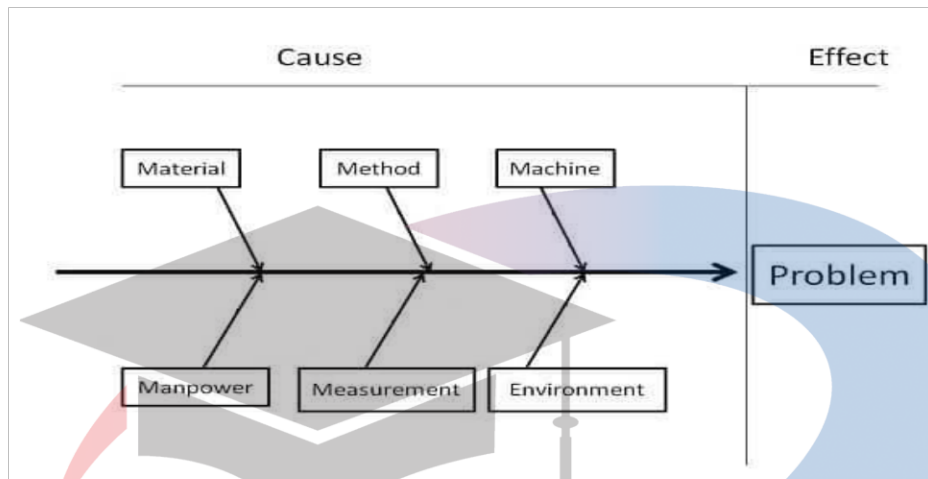 Cause
Effect
Material
Method
Machine
Problem
Manpower
Measurement
Environment